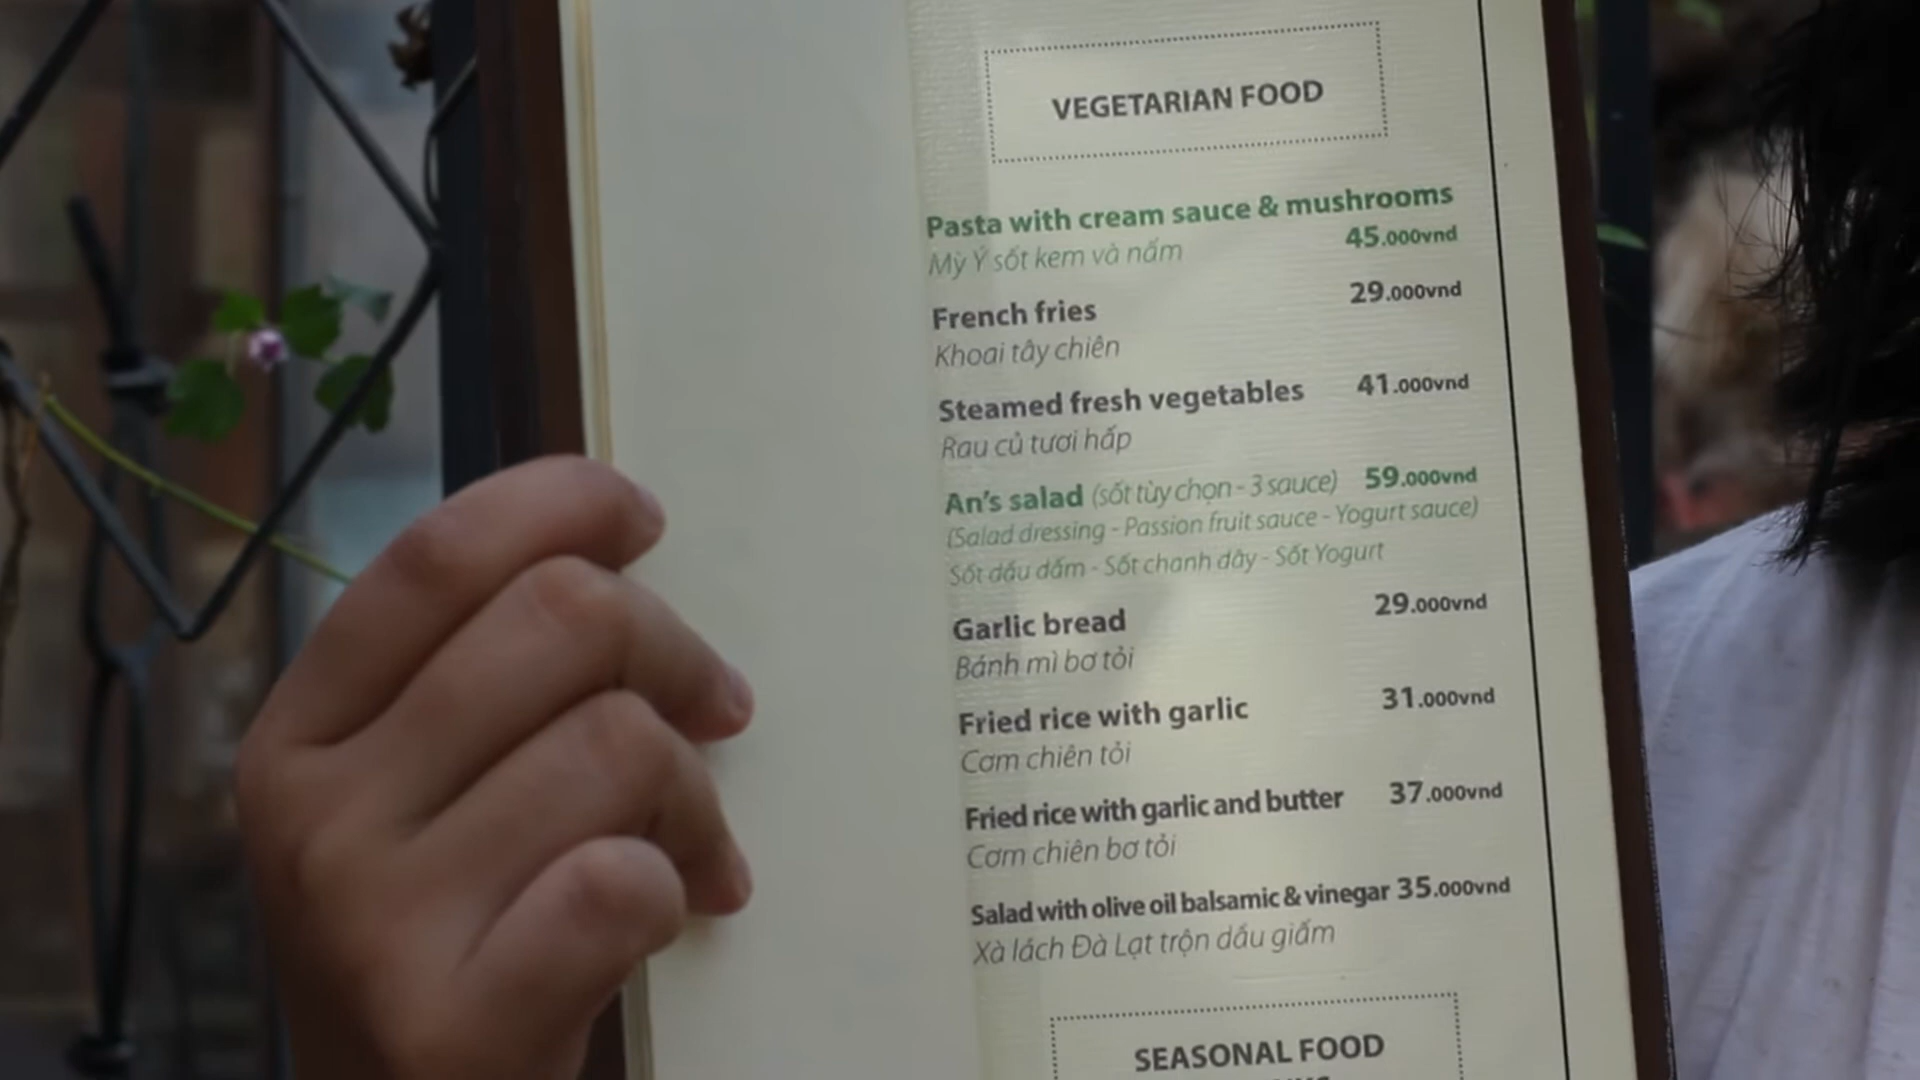 VEGETARIAN FOOD
Pasta with cream sauce & mushrooms
Mỳ Ý sốt kem và nấm 45.000vnd
French fries 29.000vnd
Khoai tây chiên
Steamed fresh vegetables 41.000vnd
Rau củ tươi hấp
An's salad (sốt tùy chọn - 3 sauce) 59.000vnd
(Salad dressing - Passion fruit sauce - Yogurt sauce)
Sốt dầu dấm - Sốt chanh dây - Sốt Yogurt
Garlic bread 29.000vnd
Bánh mì bơ tỏi
Fried rice with garlic 31.000vnd
Cơm chiên tỏi
Fried rice with garlic and butter 37.000vnd
Cơm chiên bơ tỏi
Salad with olive oil balsamic & vinegar 35.000vnd
Xà lách Đà Lạt trộn dầu giấm
SEASONAL FOOD